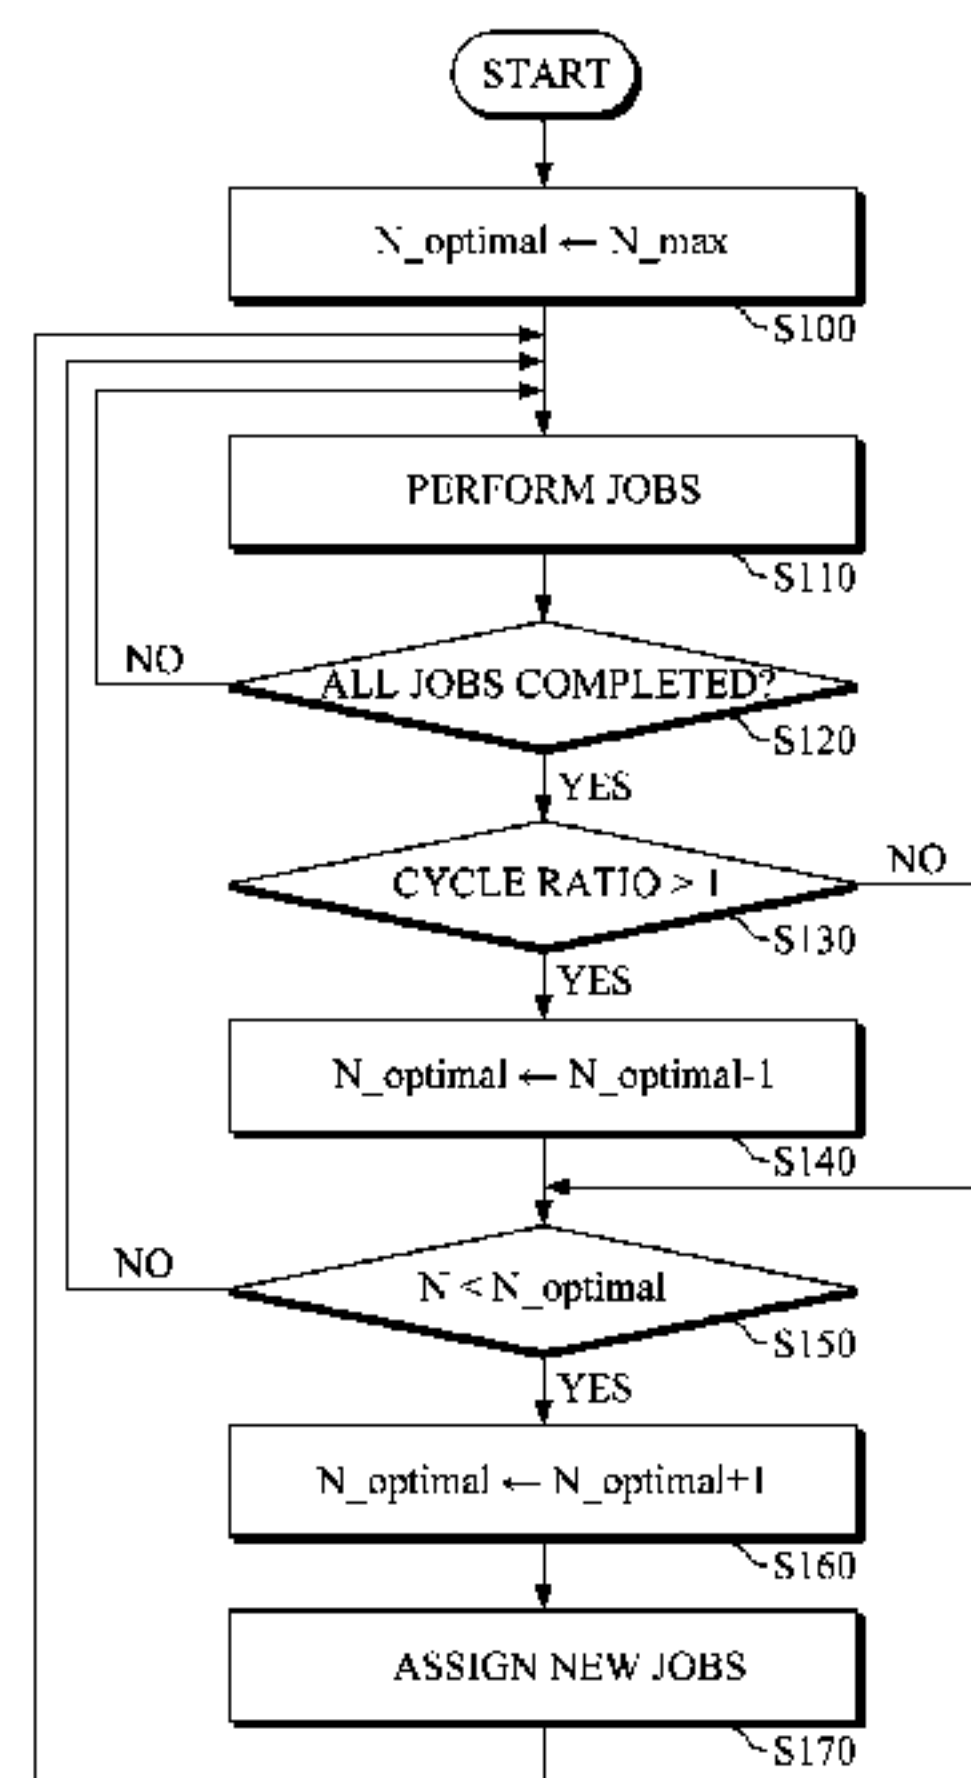 START
N_optimal ← N_max
S100
PERFORM JOBS
S110
NO
ALL JOBS COMPLETED?
S120
YES
NO
CYCLE RATIO > 1
S130
YES
N_optimal ← N_optimal-1
S140
NO
N < N_optimal
S150
YES
N_optimal ← N_optimal+1
S160
ASSIGN NEW JOBS
S170